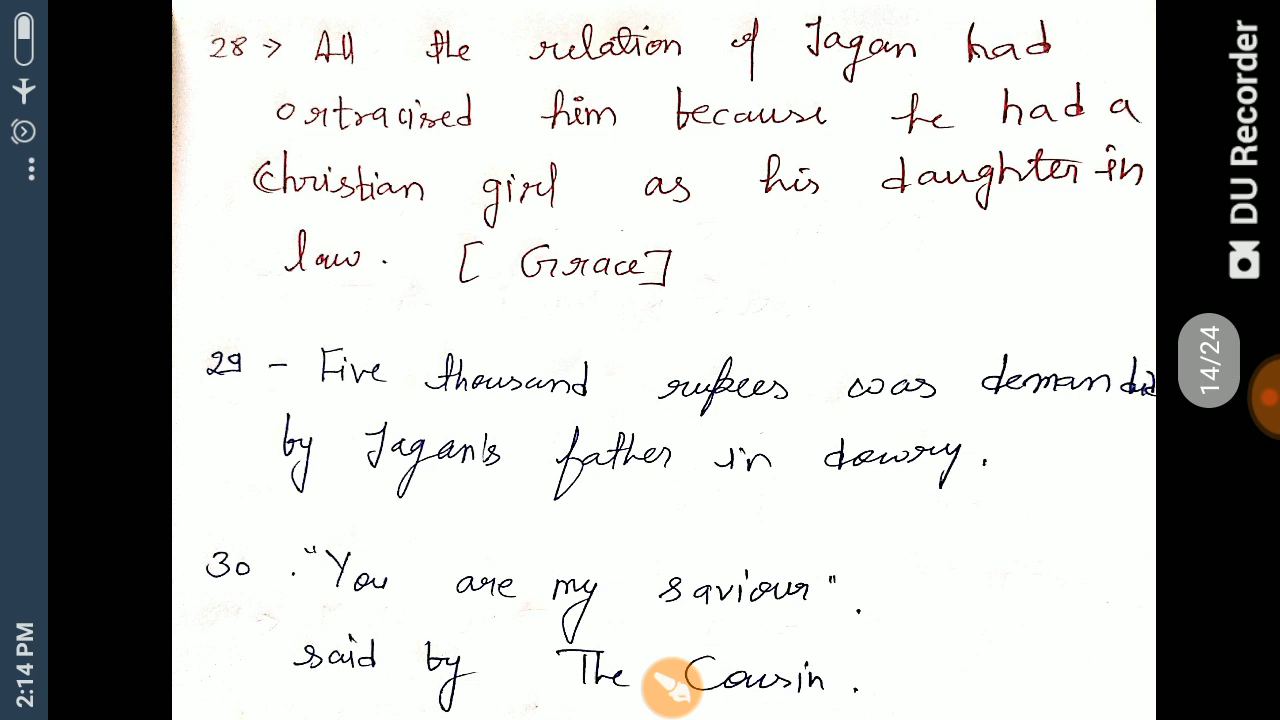 28 → All the relation of Jagan had
ortracised him because he had a
Christian girl as his daughter-in
law. [ Grace]
29 - Five thousand rupees was demanded
by Jagan's father in dowry.
30 ."You are my saviour".
said by The Cousin.
2:14 PM
DU Recorder
14/24